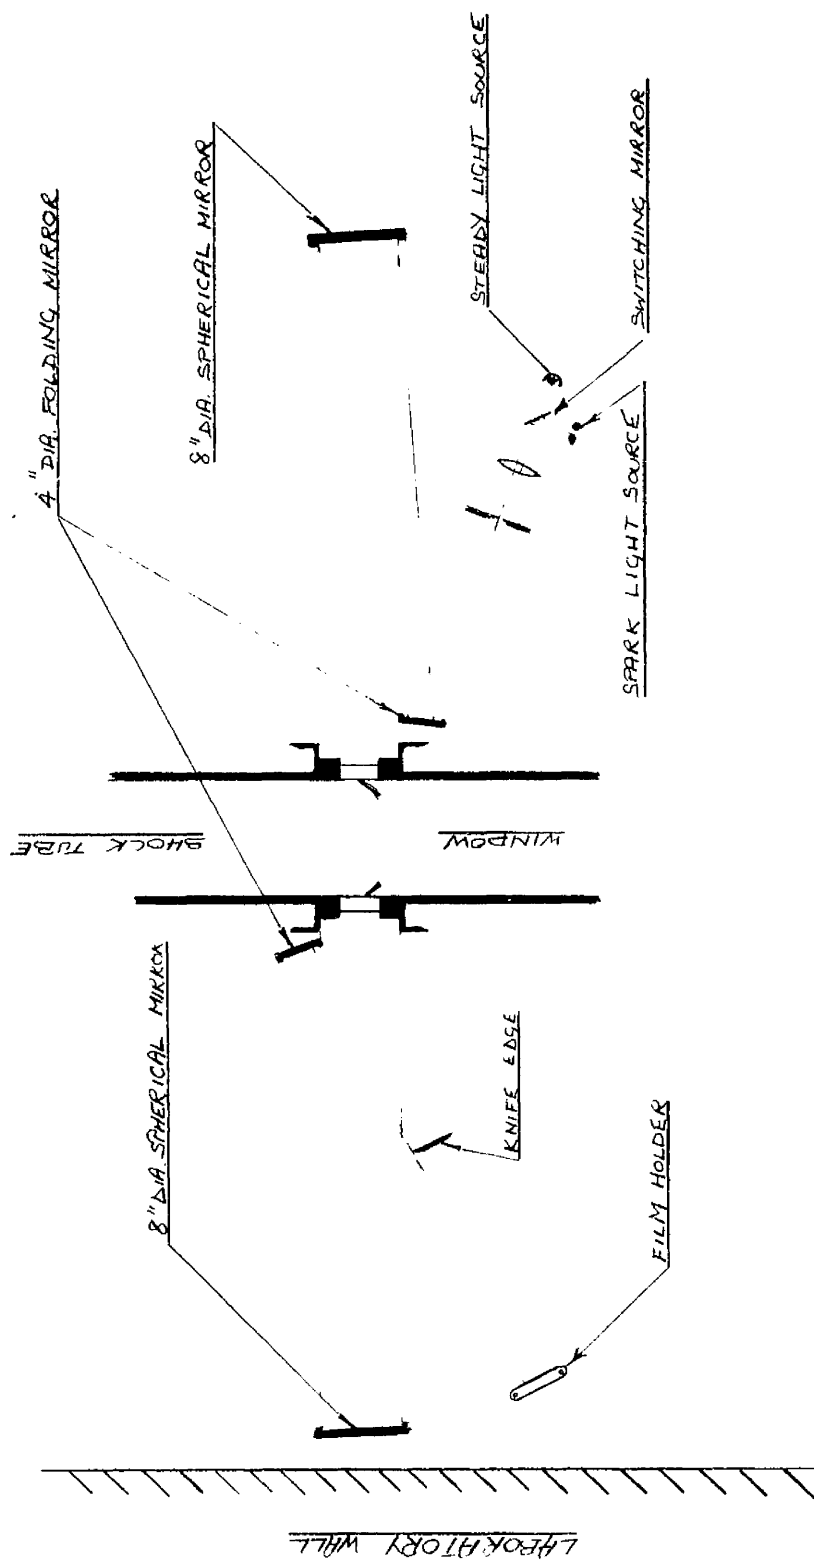 4" DIA. FOLDING MIRROR
8" DIA. SPHERICAL MIRROR
STEADY LIGHT SOURCE
SWITCHING MIRROR
SPARK LIGHT SOURCE
SHOCK TUBE
WINDOW
8" DIA. SPHERICAL MIRROR
KNIFE EDGE
FILM HOLDER
LABORATORY WALL